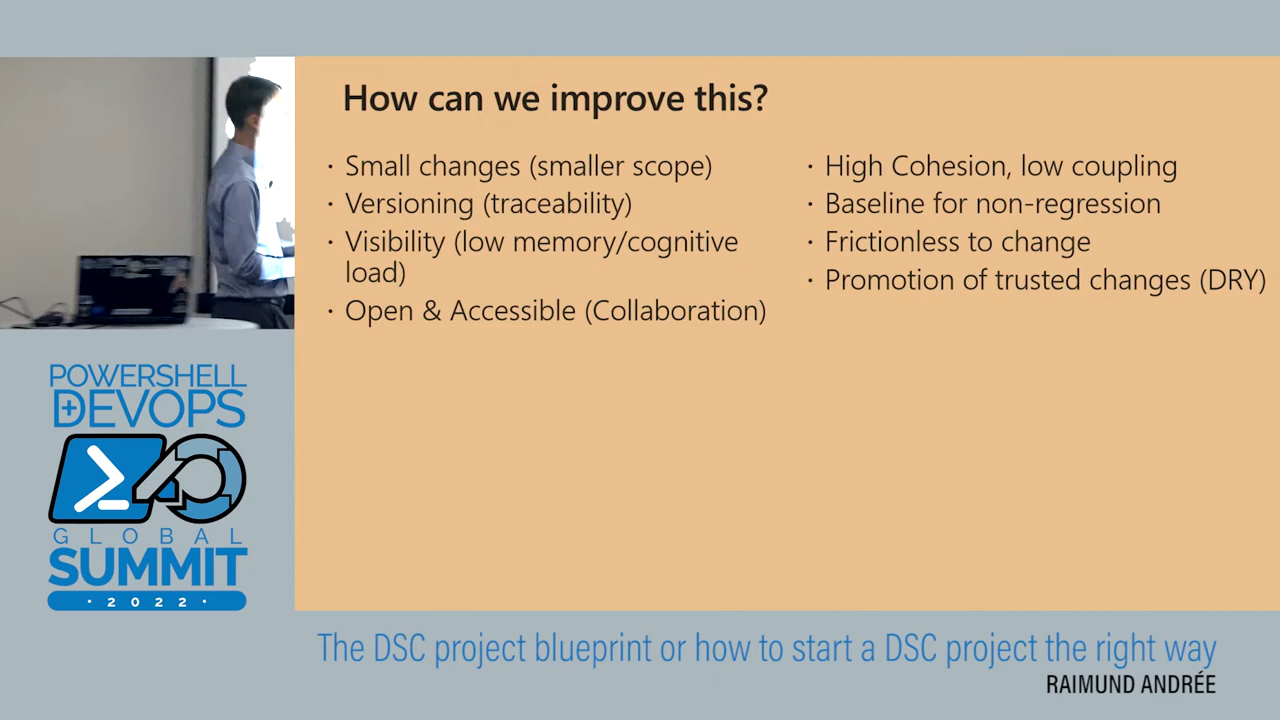 How can we improve this?
· Small changes (smaller scope)
· Versioning (traceability)
· Visibility (low memory/cognitive
load)
· Open & Accessible (Collaboration)
· High Cohesion, low coupling
· Baseline for non-regression
· Frictionless to change
· Promotion of trusted changes (DRY)
POWERSHELL
DEVOPS
GLOBAL
SUMMIT
· 2022 ·
The DSC project blueprint or how to start a DSC project the right way
RAIMUND ANDRÉE